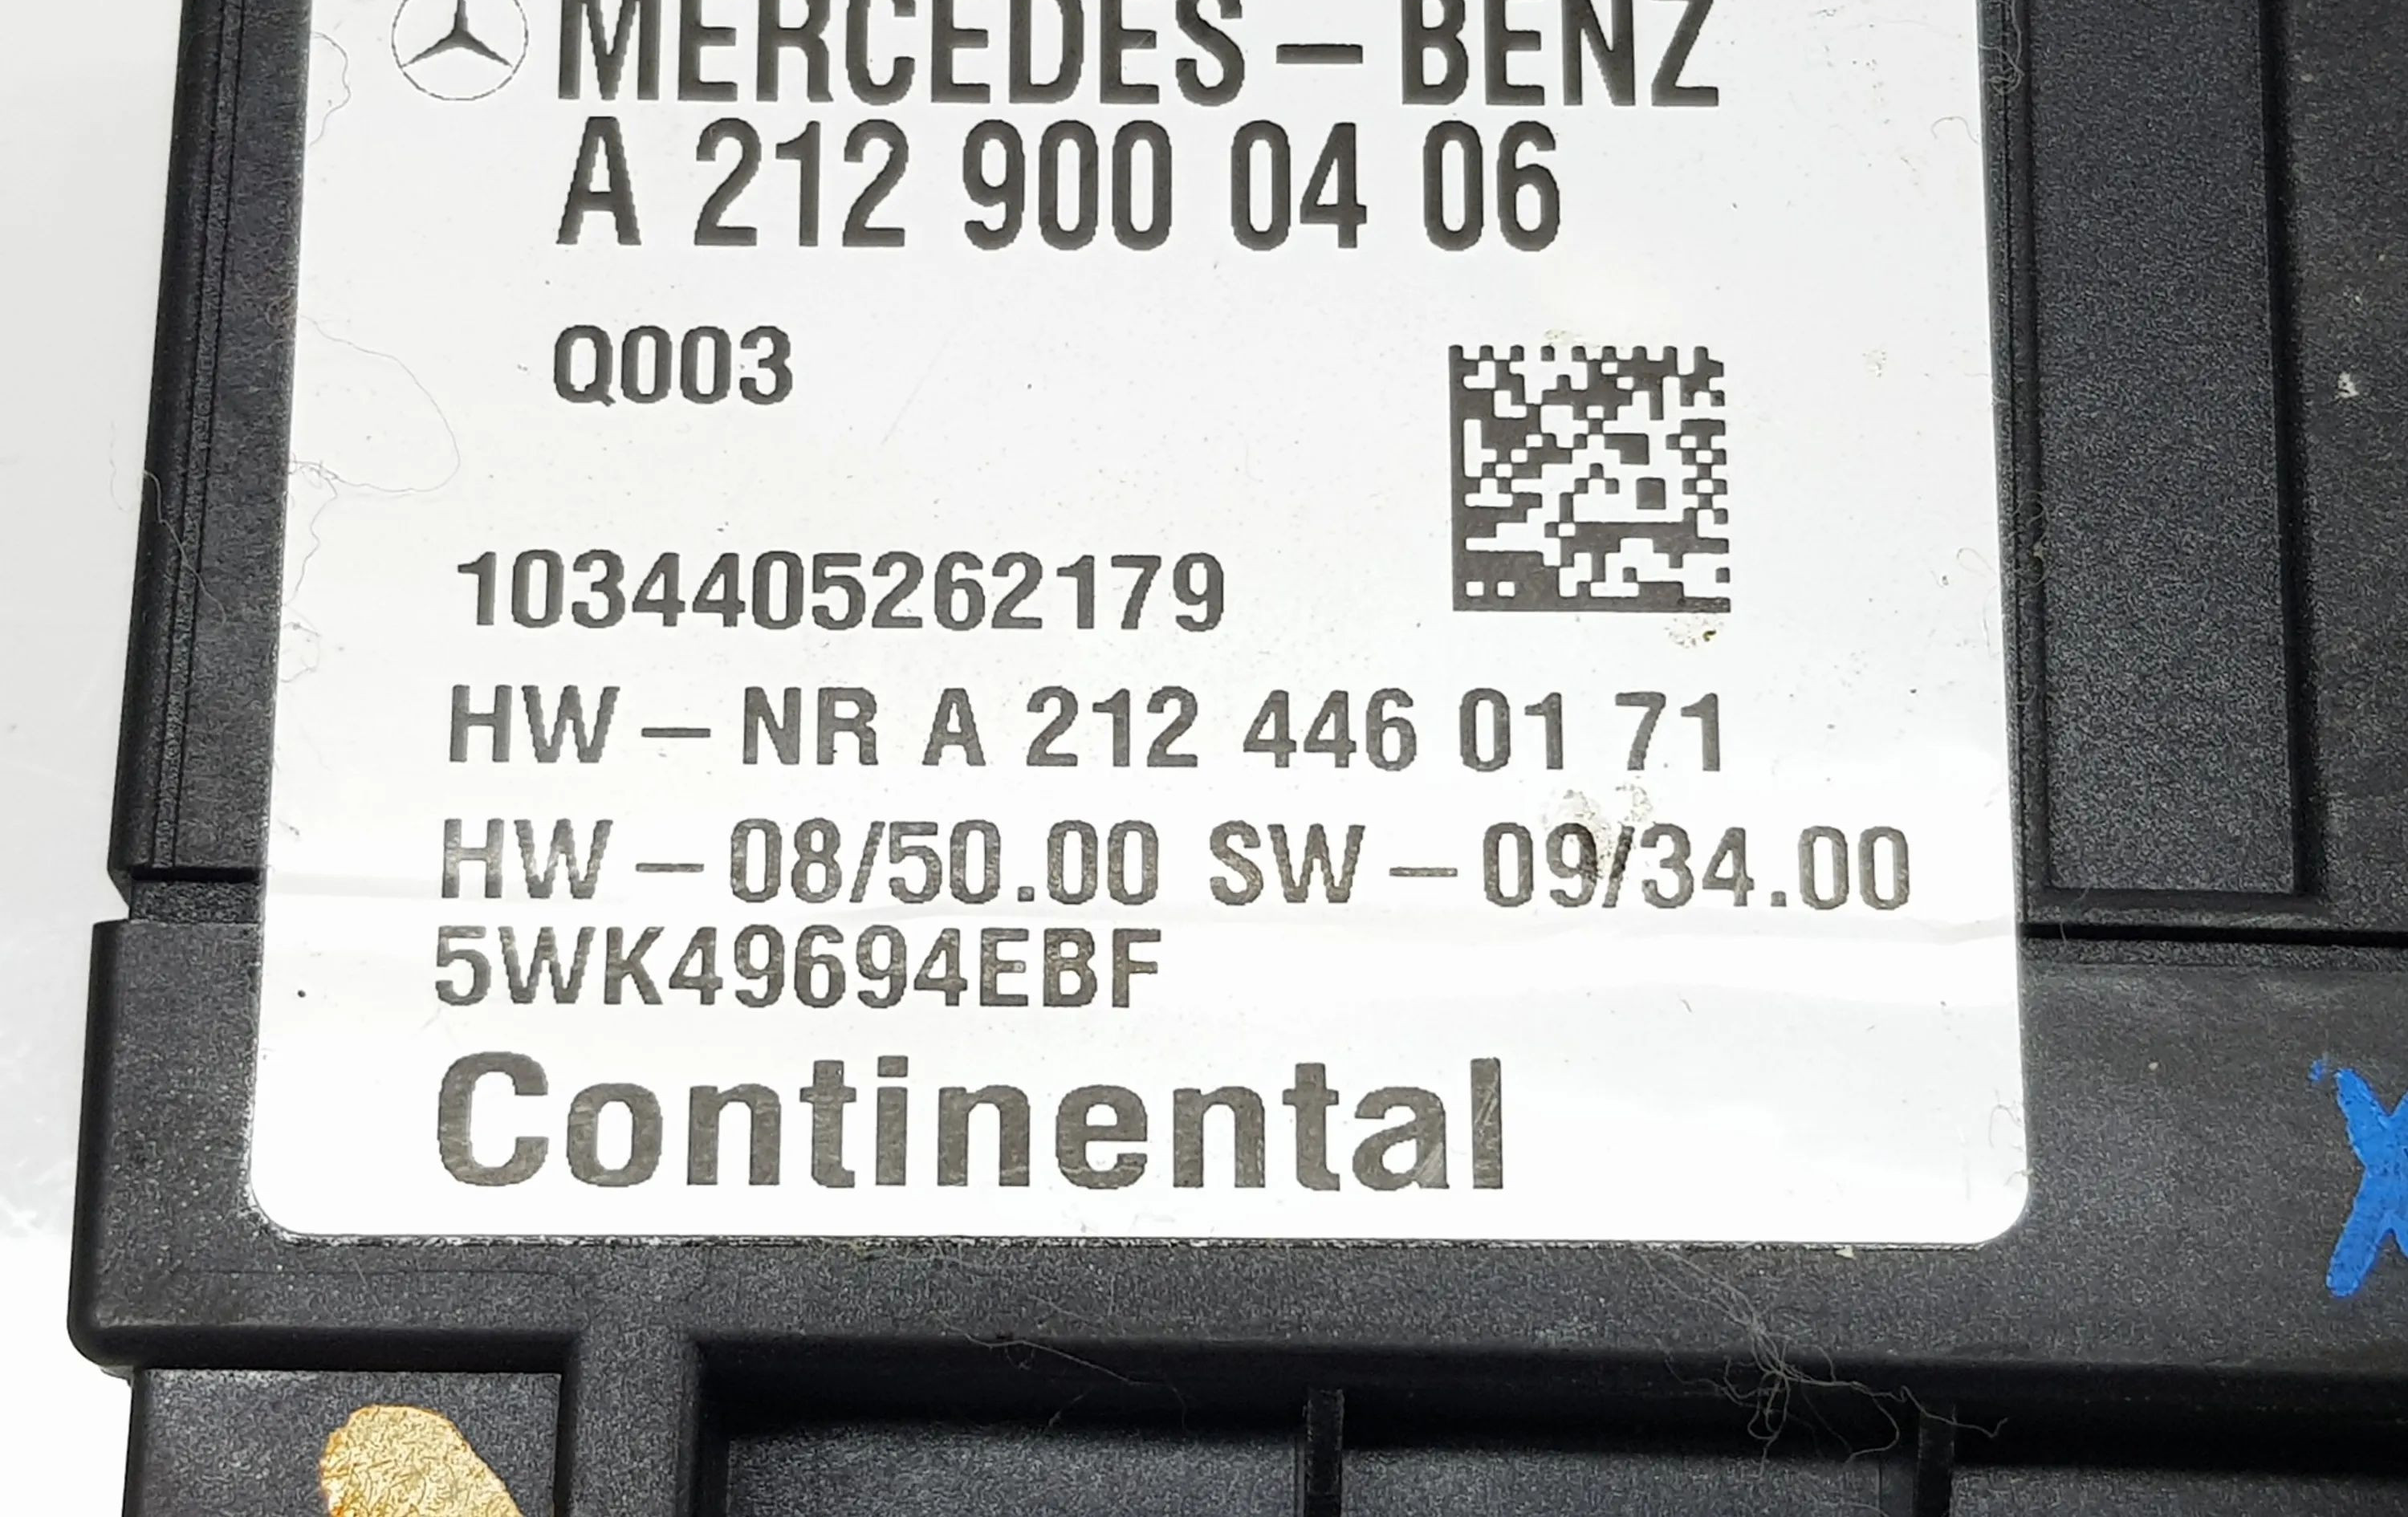 MERCEDES-BENZ
A 212 900 04 06
Q003
1034405262179
HW-NR A 212 446 01 71
HW-08/50.00 SW-09/34.00
5WK49694EBF
Continental
X